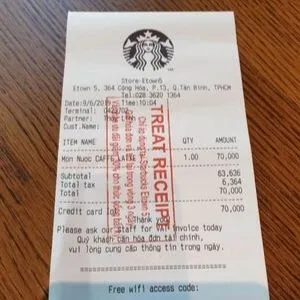 Store Etown5
Etown 5, 364 Cộng Hòa, P.13, Q.Tân Bình, TPHCM
Tel:028 3620 1364
Date:9/6/2019 Time:10:04
Terminal:
Partner: Thùy Linh
Cust.Name:
ITEM NAME QTY AMOUNT
Mon Nuoc CAFFE LATTE 1.00 70,000
Subtotal 63,636
Total tax 6,364
Total 70,000
Credit card 70,000
Thank you
Please ask our staff for VAT invoice today
Quý khách cần hóa đơn tài chính,
vui lòng cung cấp thông tin trong ngày.
Free wifi access code:
TREAT RECEIPT